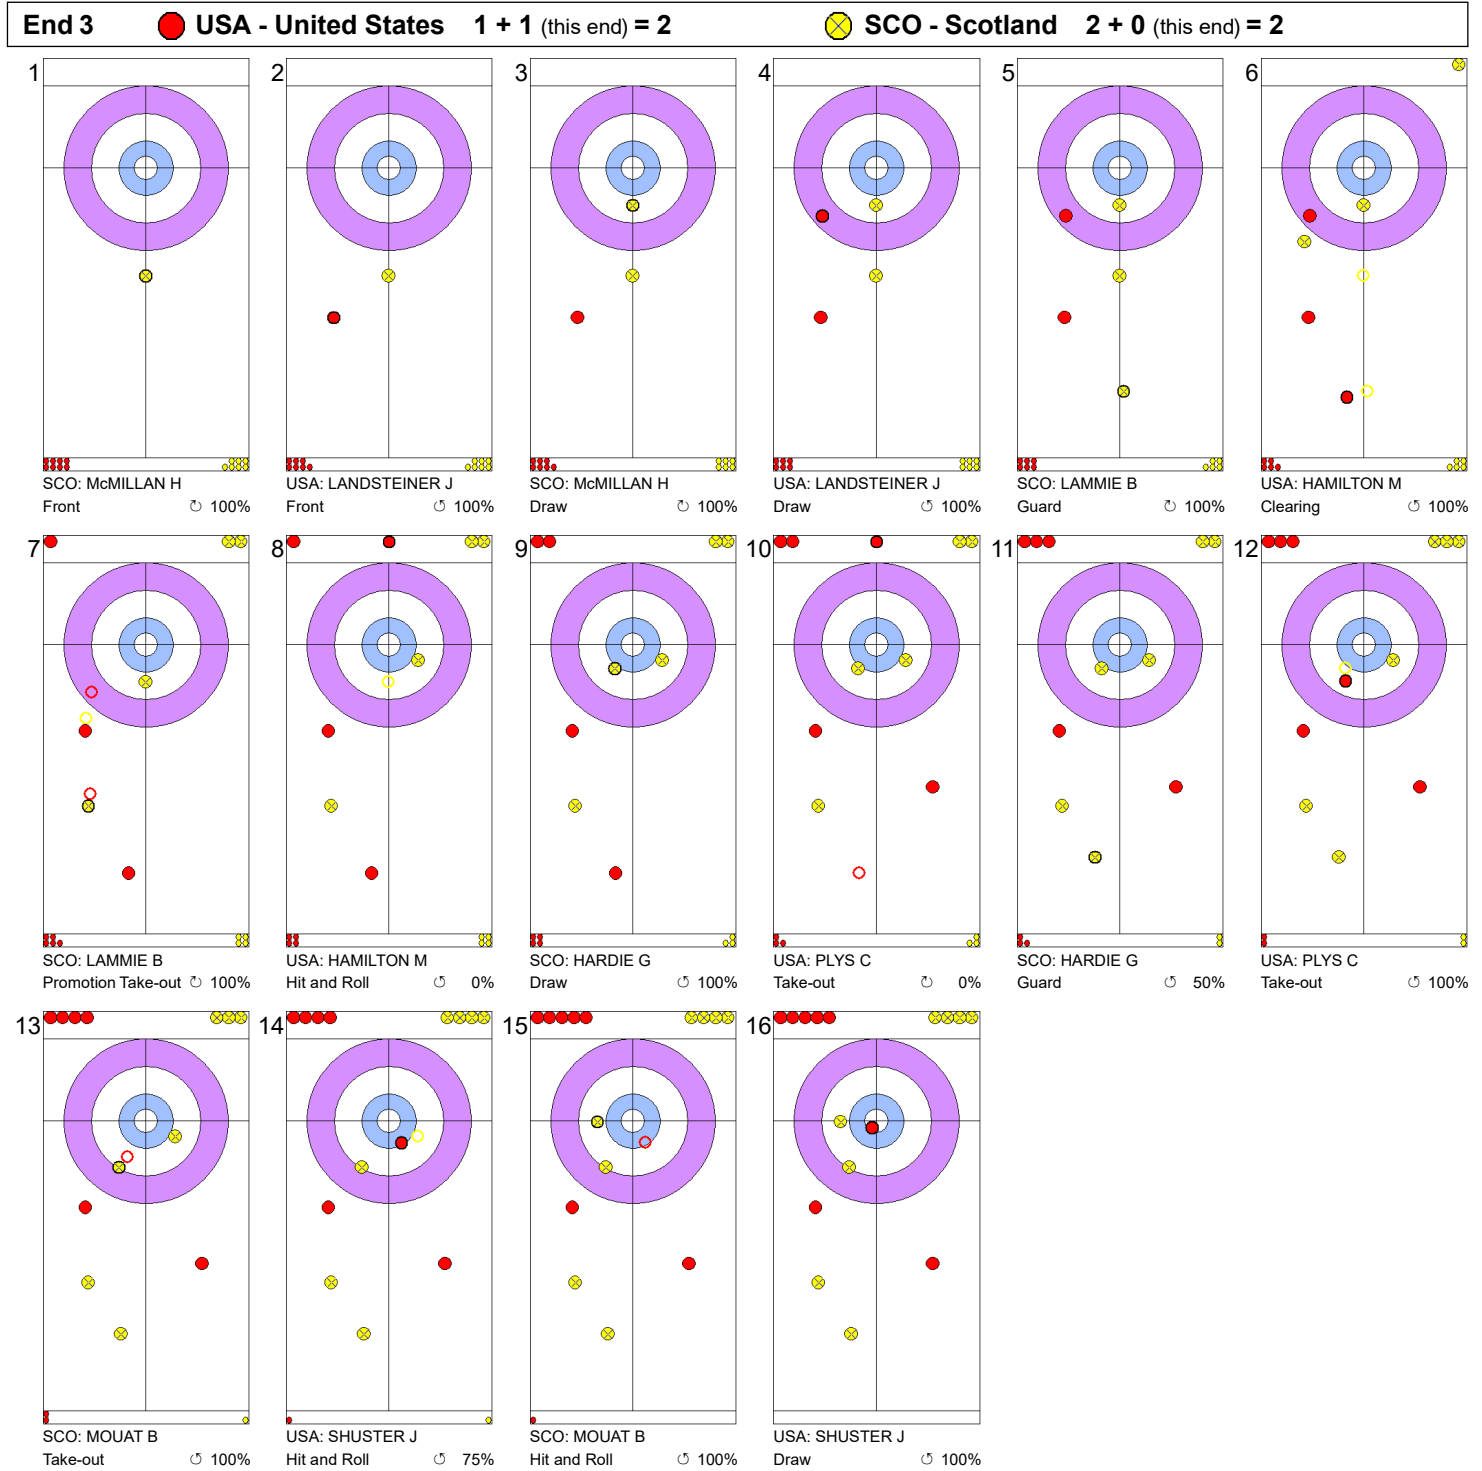 End 3 USA - United States 1 + 1 (this end) = 2 SCO - Scotland 2 + 0 (this end) = 2
1 2 3 4 5 6
SCO: McMILLAN H USA: LANDSTEINER J SCO: McMILLAN H USA: LANDSTEINER J SCO: LAMMIE B USA: HAMILTON M
Front ↻ 100% Front ↺ 100% Draw ↻ 100% Draw ↺ 100% Guard ↻ 100% Clearing ↻ 100%
7 8 9 10 11 12
SCO: LAMMIE B USA: HAMILTON M SCO: HARDIE G USA: PLYS C SCO: HARDIE G USA: PLYS C
Promotion Take-out ↻ 100% Hit and Roll ↺ 0% Draw ↺ 100% Take-out ↻ 0% Guard ↺ 50% Take-out ↻ 100%
13 14 15 16
SCO: MOUAT B USA: SHUSTER J SCO: MOUAT B USA: SHUSTER J
Take-out ↺ 100% Hit and Roll ↺ 75% Hit and Roll ↺ 100% Draw ↺ 100%